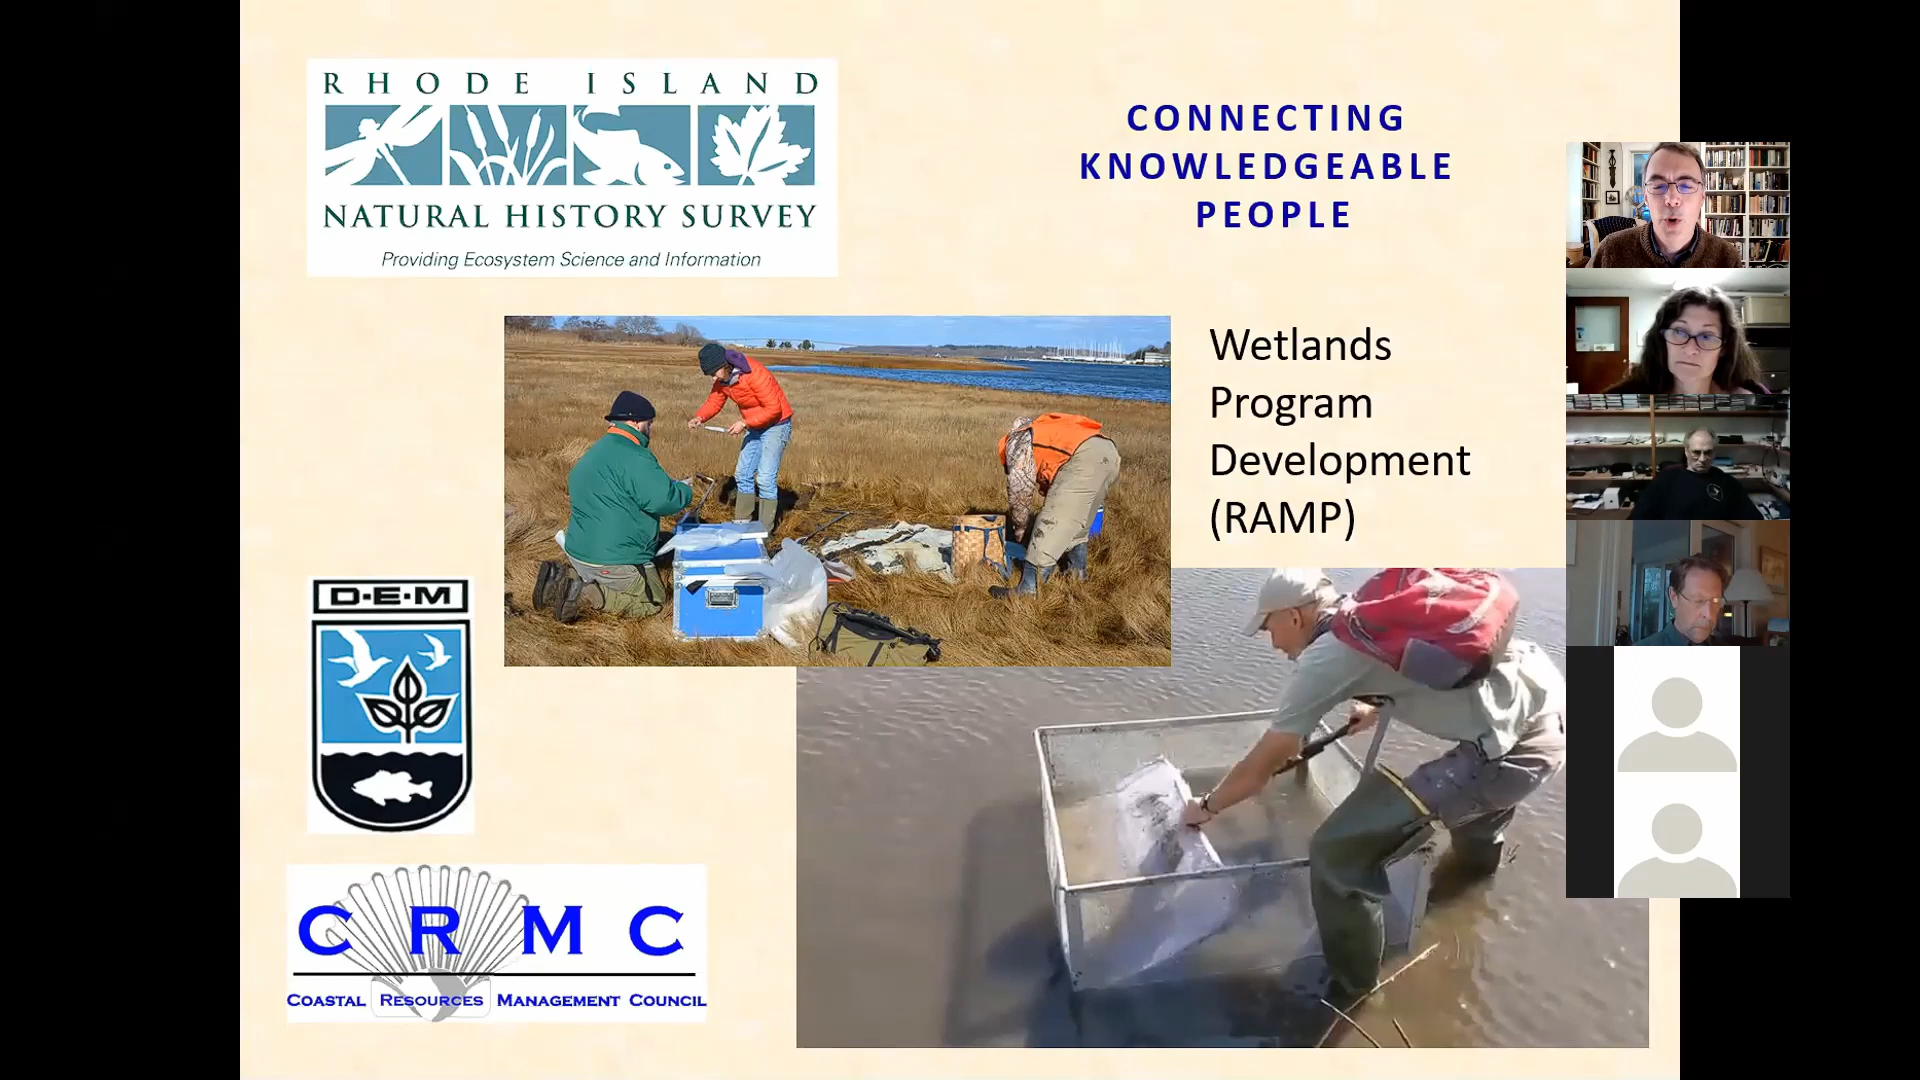 RHODE ISLAND
NATURAL HISTORY SURVEY
Providing Ecosystem Science and Information
CONNECTING
KNOWLEDGEABLE
PEOPLE
Wetlands
Program
Development
(RAMP)
D·E·M
CRMC
COASTAL RESOURCES MANAGEMENT COUNCIL